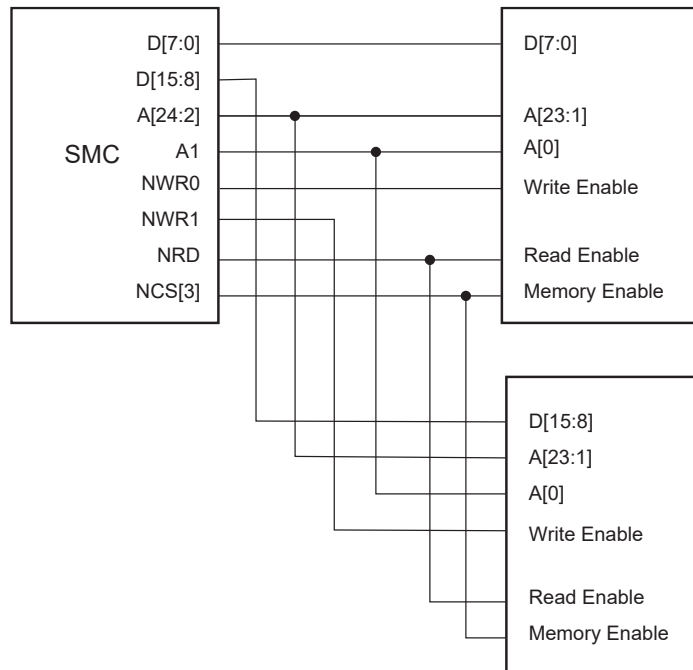 SMC
D[7:0]
D[15:8]
A[24:2]
A1
NWR0
NWR1
NRD
NCS[3]
D[7:0]
A[23:1]
A[0]
Write Enable
Read Enable
Memory Enable
D[15:8]
A[23:1]
A[0]
Write Enable
Read Enable
Memory Enable